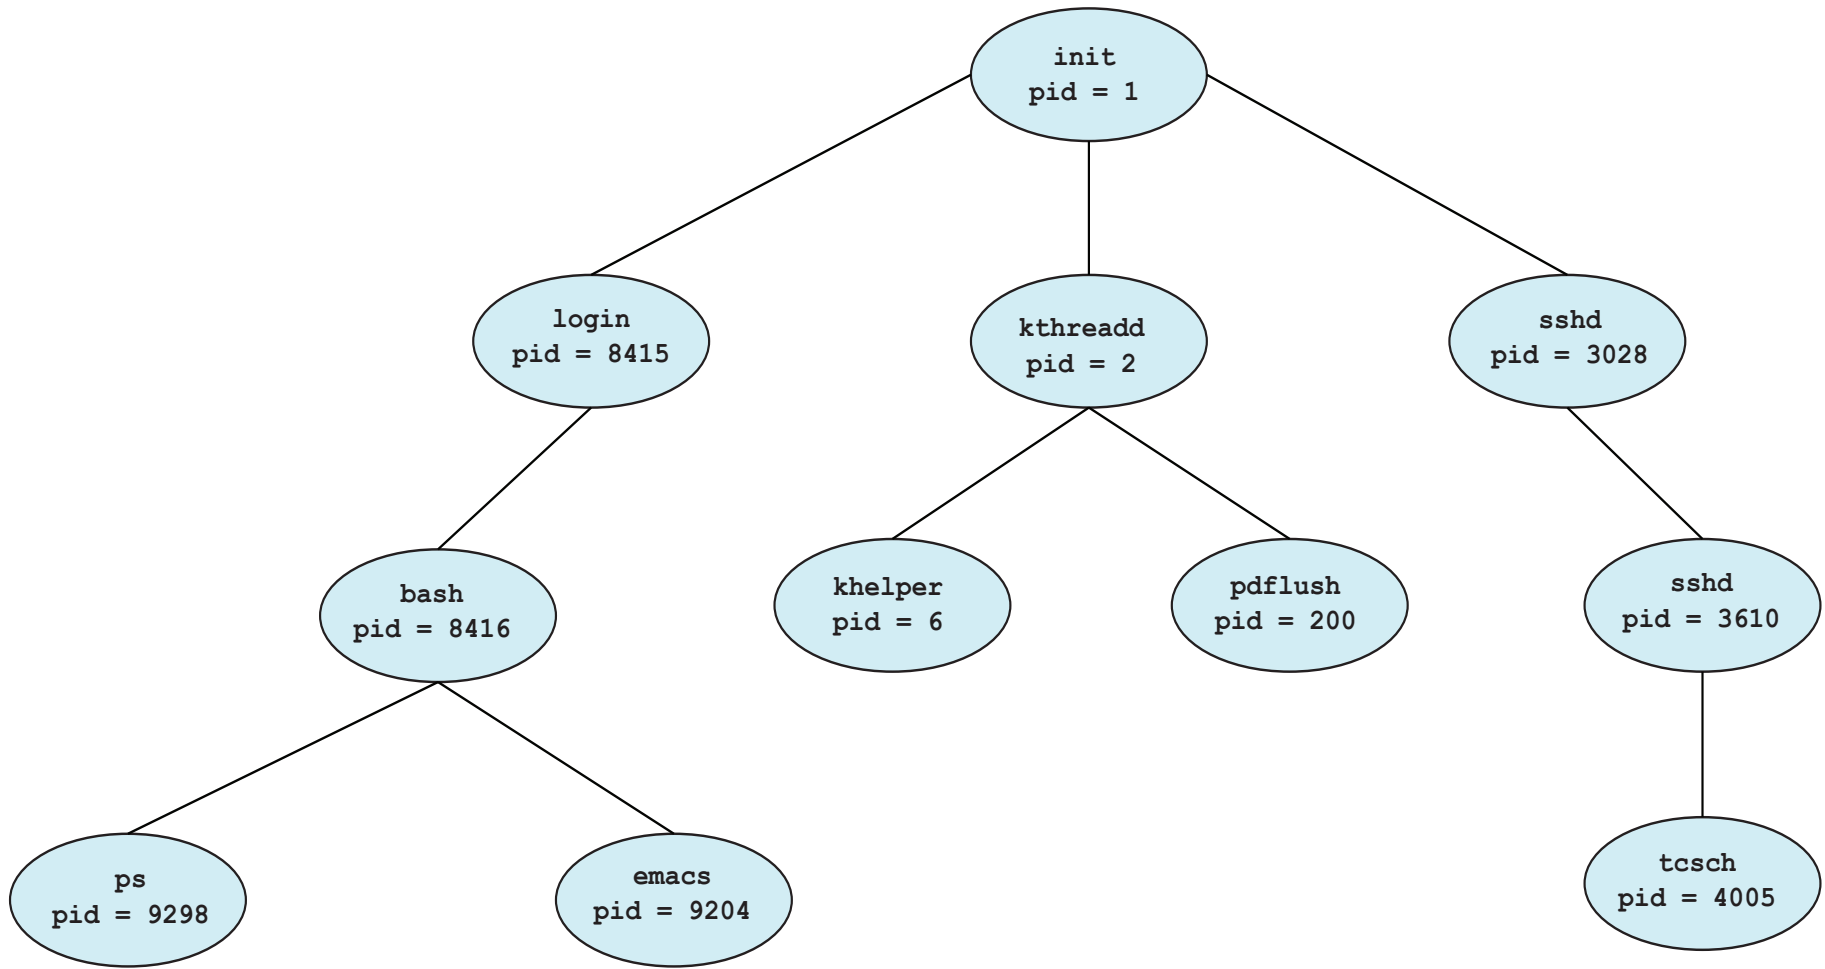 init
pid = 1
login
pid = 8415
kthreadd
pid = 2
sshd
pid = 3028
bash
pid = 8416
khelper
pid = 6
pdflush
pid = 200
sshd
pid = 3610
ps
pid = 9298
emacs
pid = 9204
tcsch
pid = 4005